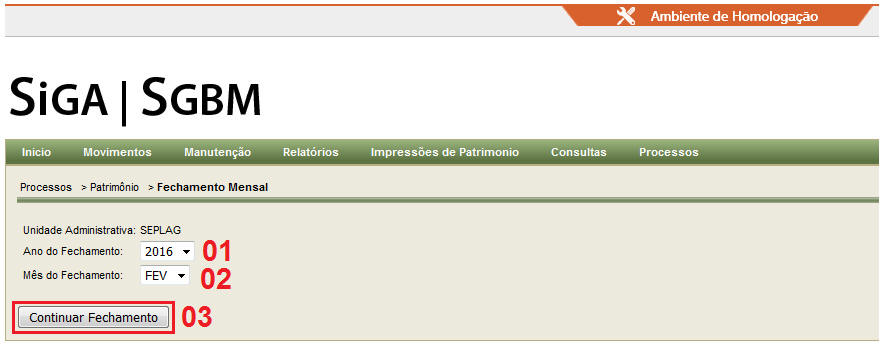 Ambiente de Homologação
SiGA | SGBM
Início Movimentos Manutenção Relatórios Impressões de Patrimonio Consultas Processos
Processos > Patrimônio > Fechamento Mensal
Unidade Administrativa: SEPLAG
Ano do Fechamento: 2016 01
Mês do Fechamento: FEV 02
Continuar Fechamento 03